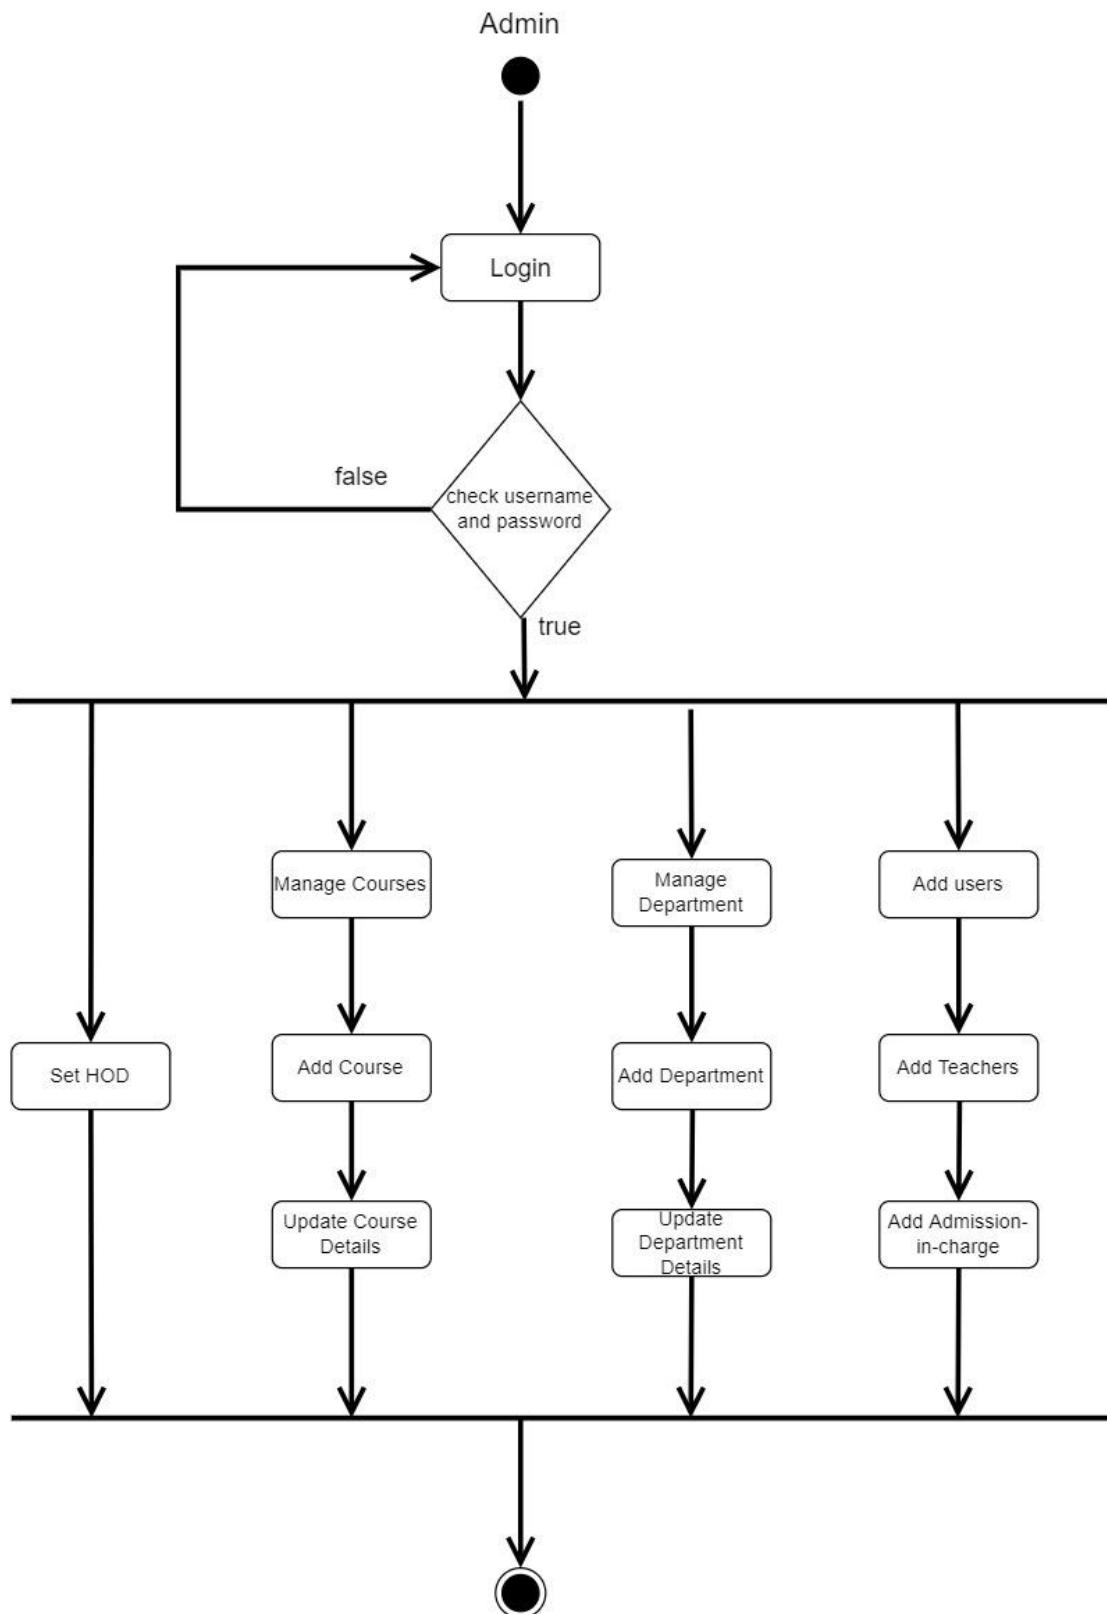 Admin
Login
false
check username
and password
true
Manage Courses
Manage
Department
Add users
Set HOD
Add Course
Add Department
Add Teachers
Update Course
Details
Update
Department
Details
Add Admission-
in-charge